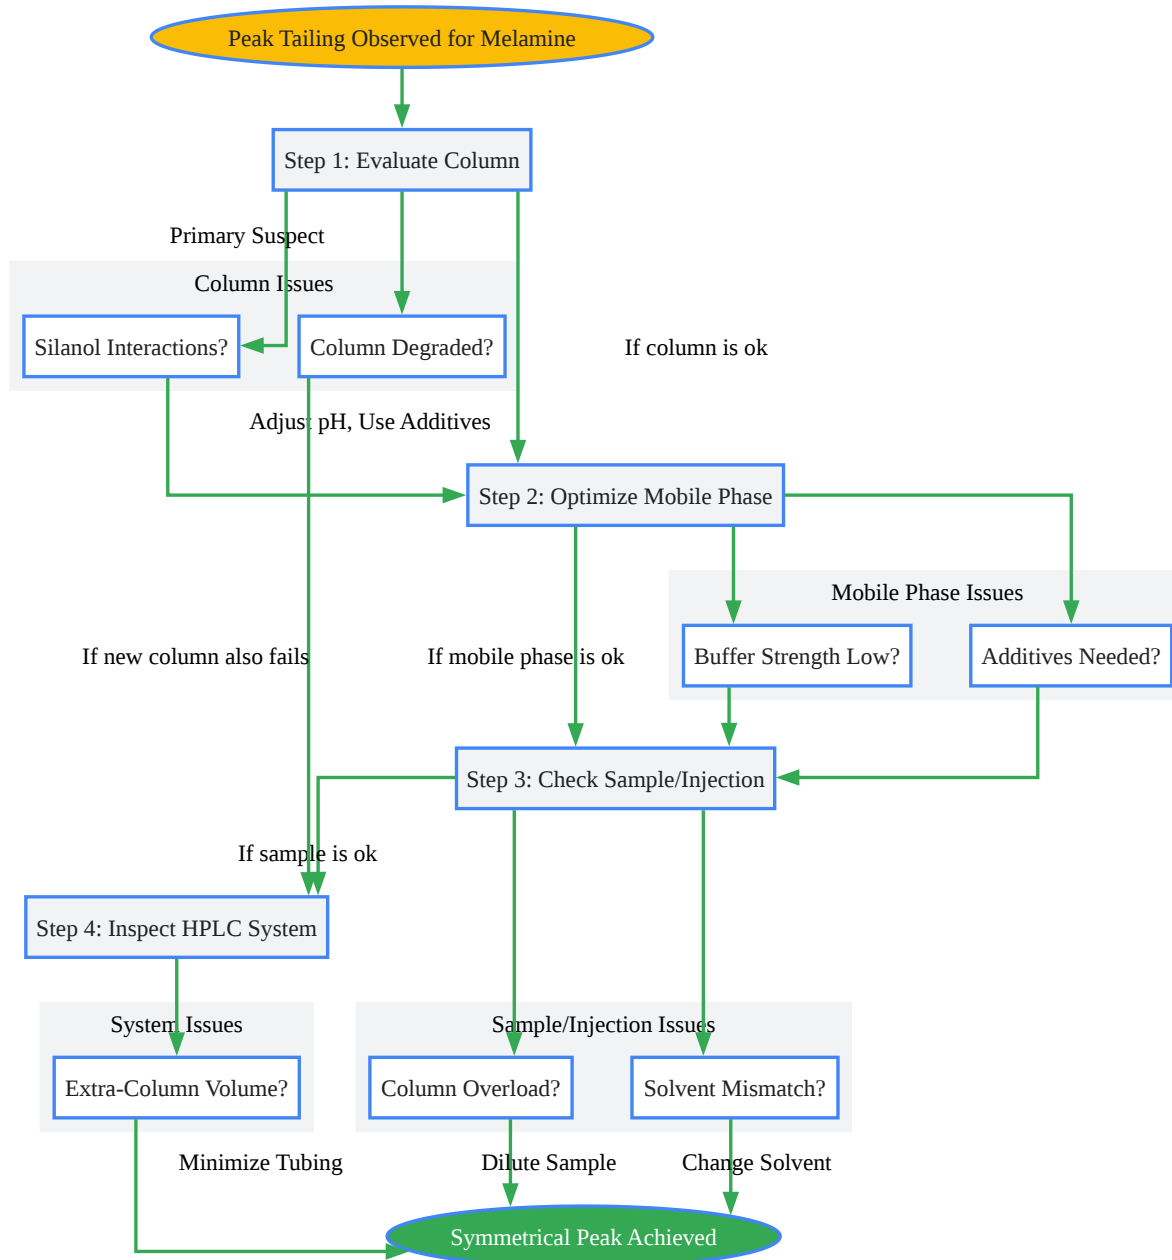 Peak Tailing Observed for Melamine
Step 1: Evaluate Column
Primary Suspect
Column Issues
Silanol Interactions?
Column Degraded?
If column is ok
Adjust pH, Use Additives
Step 2: Optimize Mobile Phase
Mobile Phase Issues
If new column also fails
If mobile phase is ok
Buffer Strength Low?
Additives Needed?
Step 3: Check Sample/Injection
If sample is ok
Step 4: Inspect HPLC System
System Issues
Sample/Injection Issues
Extra-Column Volume?
Column Overload?
Solvent Mismatch?
Minimize Tubing
Dilute Sample
Change Solvent
Symmetrical Peak Achieved